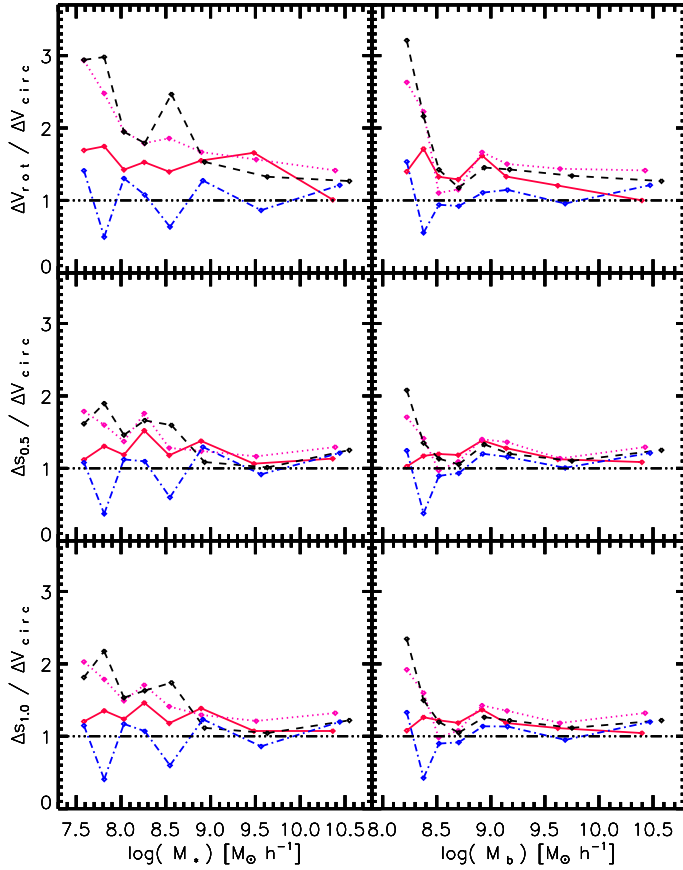 3
2
1
0
ΔV_rot / ΔV_circ
3
2
1
0
Δs_0.5 / ΔV_circ
3
2
1
0
Δs_1.0 / ΔV_circ
7.5 8.0 8.5 9.0 9.5 10.0 10.5
8.0 8.5 9.0 9.5 10.0 10.5
log( M_* ) [M_⊙ h^-1]
log( M_b ) [M_⊙ h^-1]